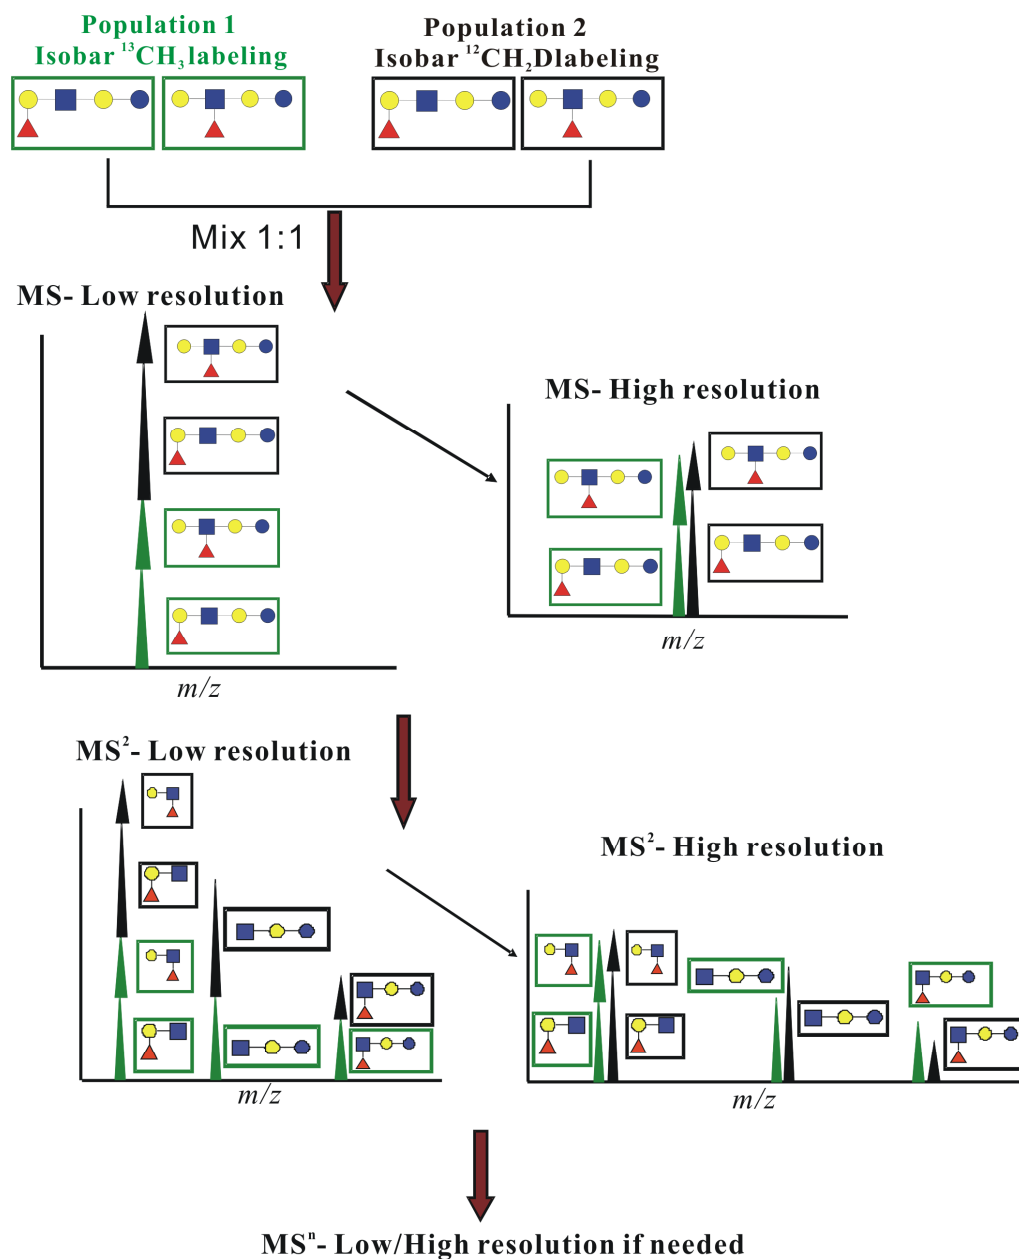 Population 1
Isobar ¹³CH₃labeling
Population 2
Isobar ¹²CH₂Dlabeling
Mix 1:1
MS- Low resolution
MS- High resolution
m/z
m/z
MS²- Low resolution
MS²- High resolution
m/z
m/z
MSⁿ- Low/High resolution if needed